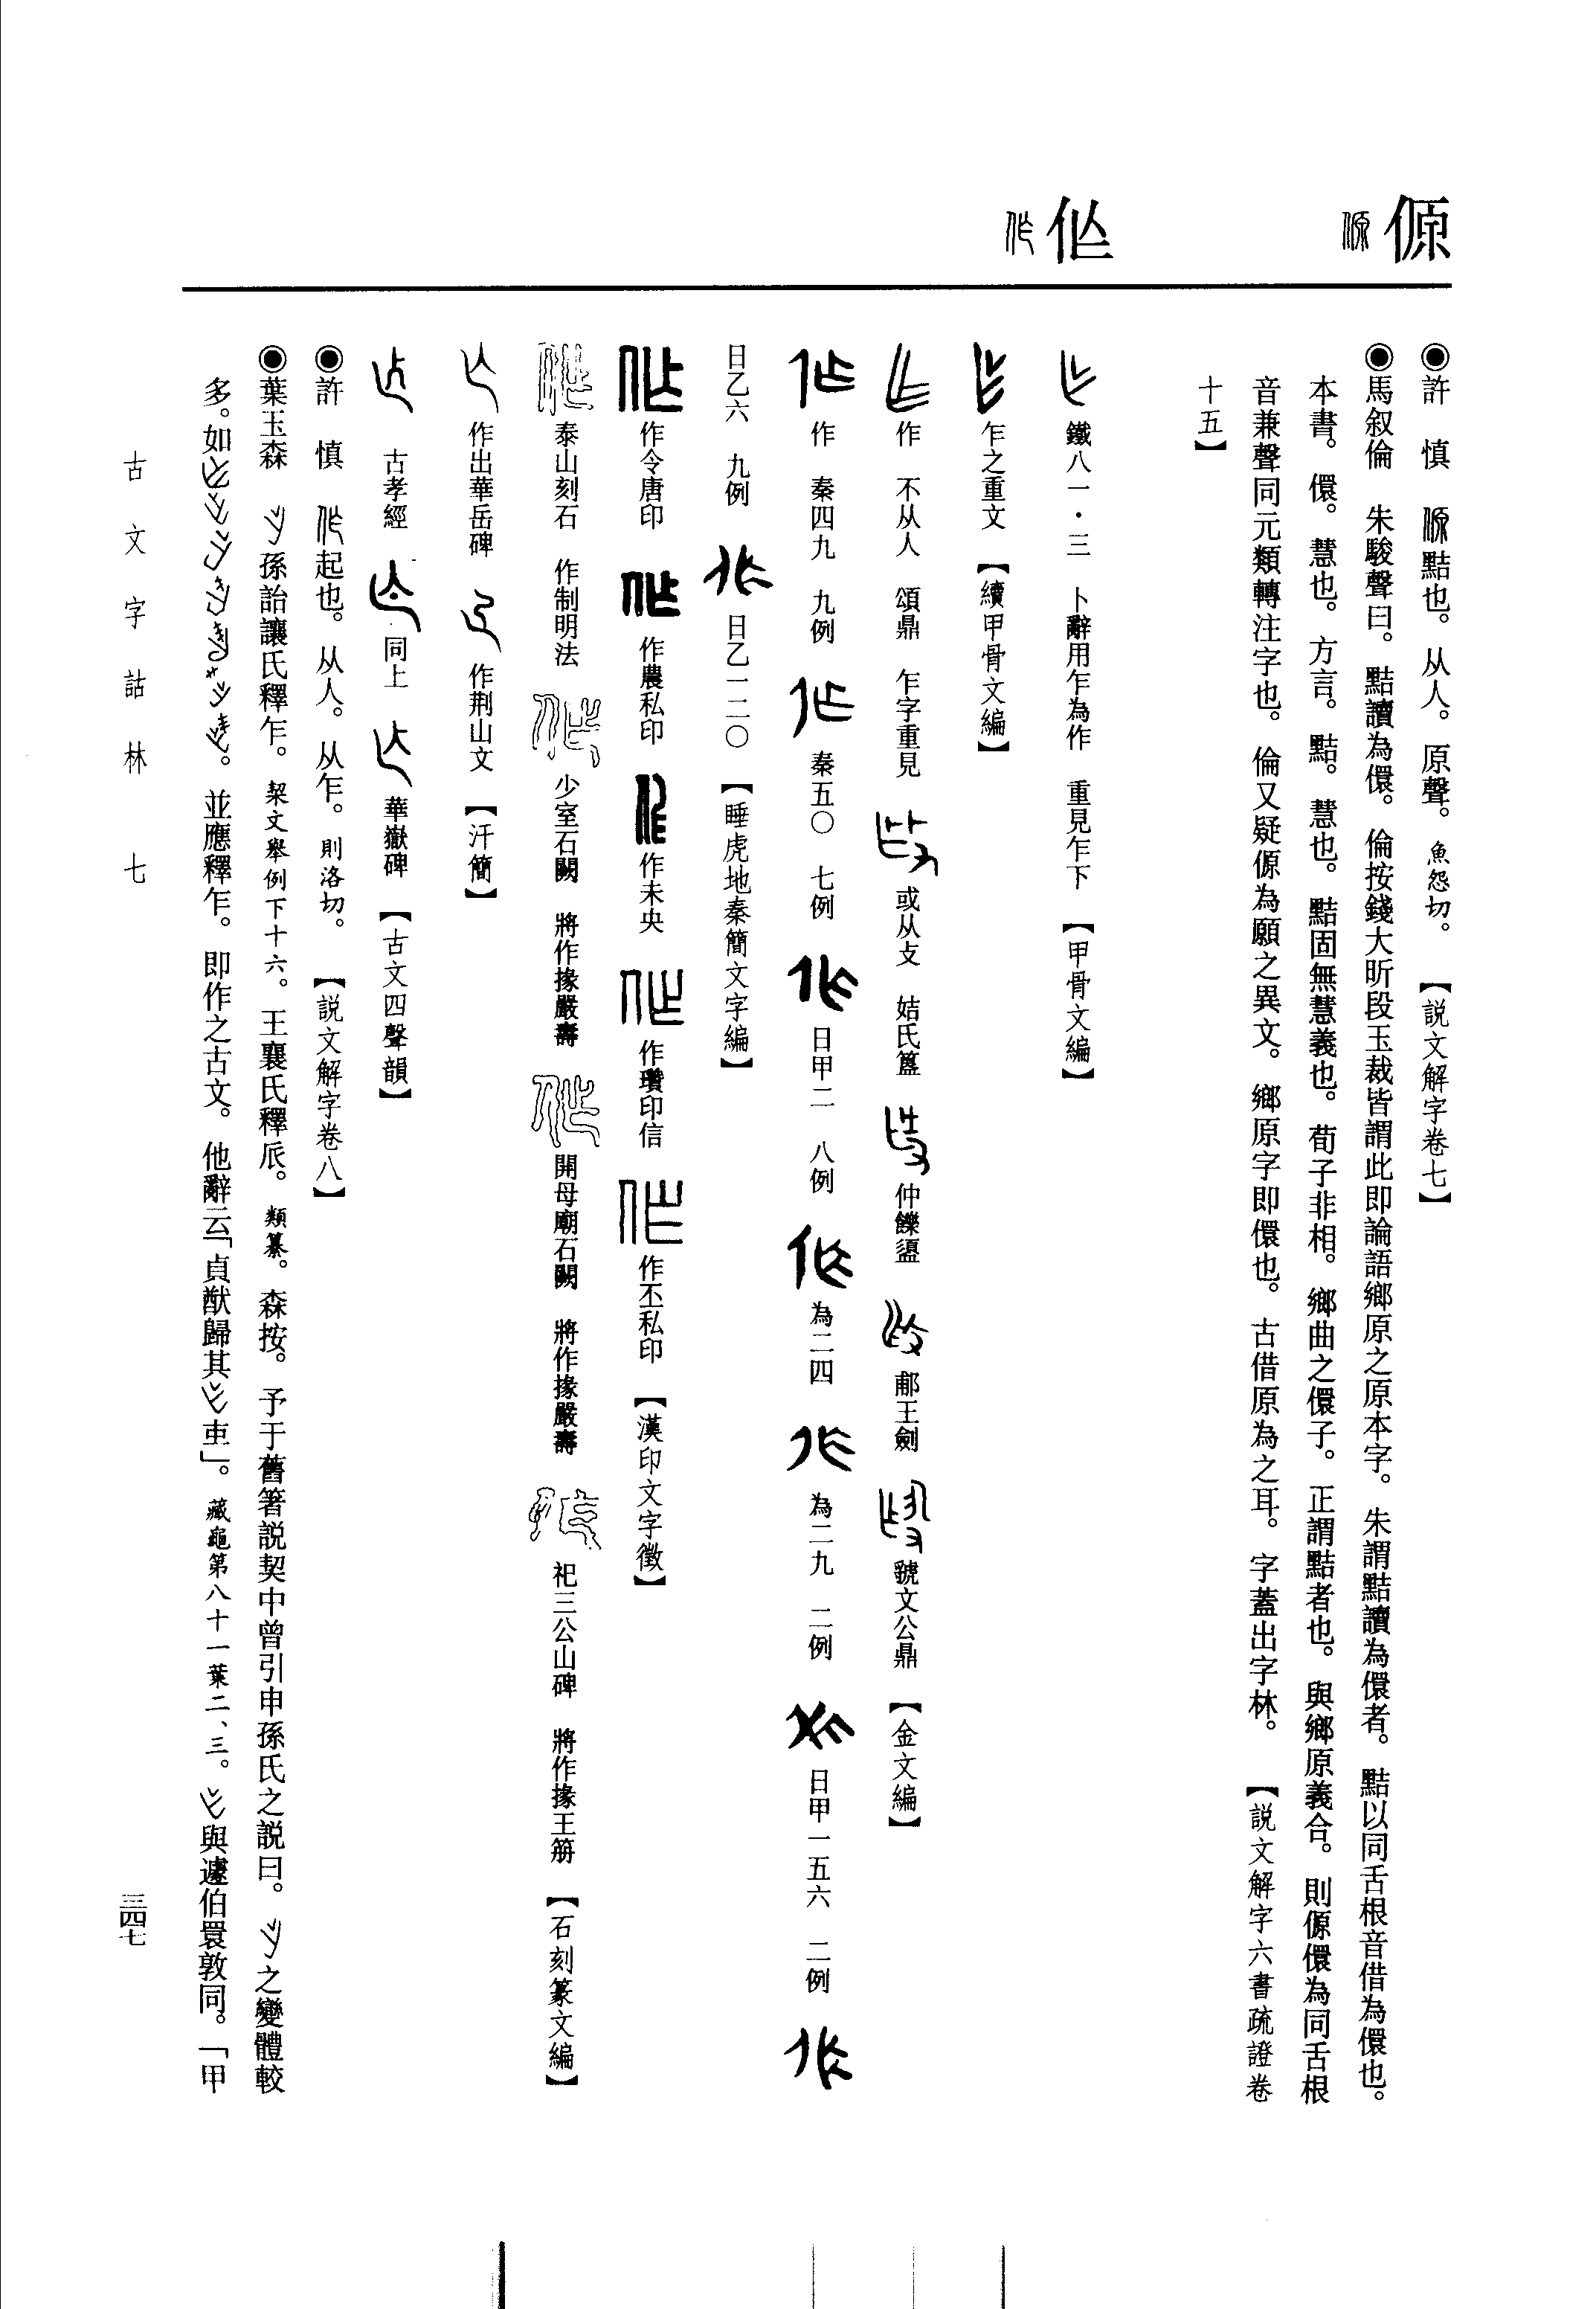 傆
◉許　慎　點也。从人。原聲。魚怨切。【説文解字卷七】
◉馬叙倫　朱駿聲曰。點讀為儇。倫按錢大昕段玉裁皆謂此即論語鄉原之原本字。朱謂點讀為儇者。點以同舌根音借為儇也。
本書。儇。慧也。方言。點。慧也。點固無慧義也。荀子非相。鄉曲之儇子。正謂點者也。與鄉原義合。則傆儇為同舌根
音兼聲同元類轉注字也。倫又疑傆為願之異文。鄉原字即儇也。古借原為之耳。字蓋出字林。【説文解字六書疏證卷
十五】
鐵八一・三　卜辭用乍為作　重見乍下　【甲骨文編】
乍之重文　【續甲骨文編】
作　不从人　頌鼎　乍字重見　或从攴　姞氏簋　仲鑠盨　䣄王劍　虢文公鼎　【金文編】
作　秦四九　九例　秦五〇　七例　日甲二　八例　為二四　為二九　二例　日甲一五六　二例
日乙六　九例　日乙一二〇　【睡虎地秦簡文字編】
作令唐印　作農私印　作未央　作瓚印信　作丕私印　【漢印文字徵】
泰山刻石　作制明法　少室石闕　將作掾嚴壽　開母廟石闕　將作掾嚴壽　祀三公山碑　將作掾王笧　【石刻篆文編】
作出華岳碑　作荆山文　【汗簡】
古孝經　同上　華嶽碑　【古文四聲韻】
◉許　慎　起也。从人。从乍。則洛切。【説文解字卷八】
◉葉玉森　孫詒讓氏釋乍。栔文舉例下十六。王襄氏釋𠂢。類纂。森按。予于舊箸説契中曾引申孫氏之説曰。之變體較
多。如。並應釋乍。即作之古文。他辭云「貞猷歸其」。藏龜第八十一葉二、三。與遽伯睘敦同。「甲
古文字詁林　七
三四七